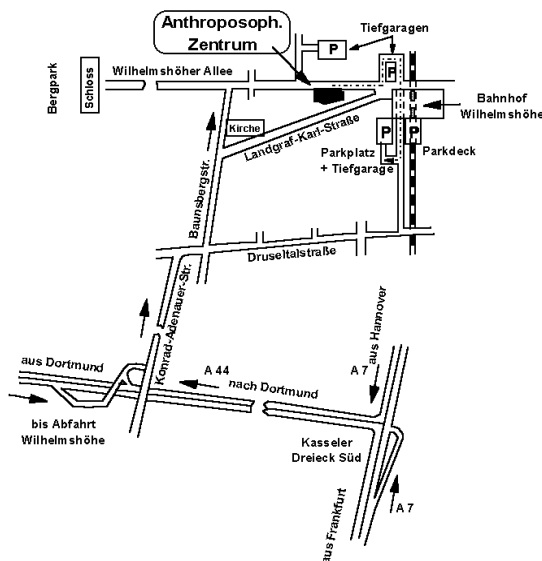 Anthroposoph.
Zentrum
Tiefgaragen
P
P
Bergpark
Schloss
Wilhelmshöher Allee
Bahnhof
Wilhelmshöhe
Kirche
Landgraf-Karl-Straße
P
P
Parkplatz
+ Tiefgarage
Parkdeck
Baunsbergstr.
Druseltalstraße
Konrad-Adenauer-Str.
aus Dortmund
A 44
nach Dortmund
A 7
aus Hannover
bis Abfahrt
Wilhelmshöhe
Kasseler
Dreieck Süd
aus Frankfurt
A 7